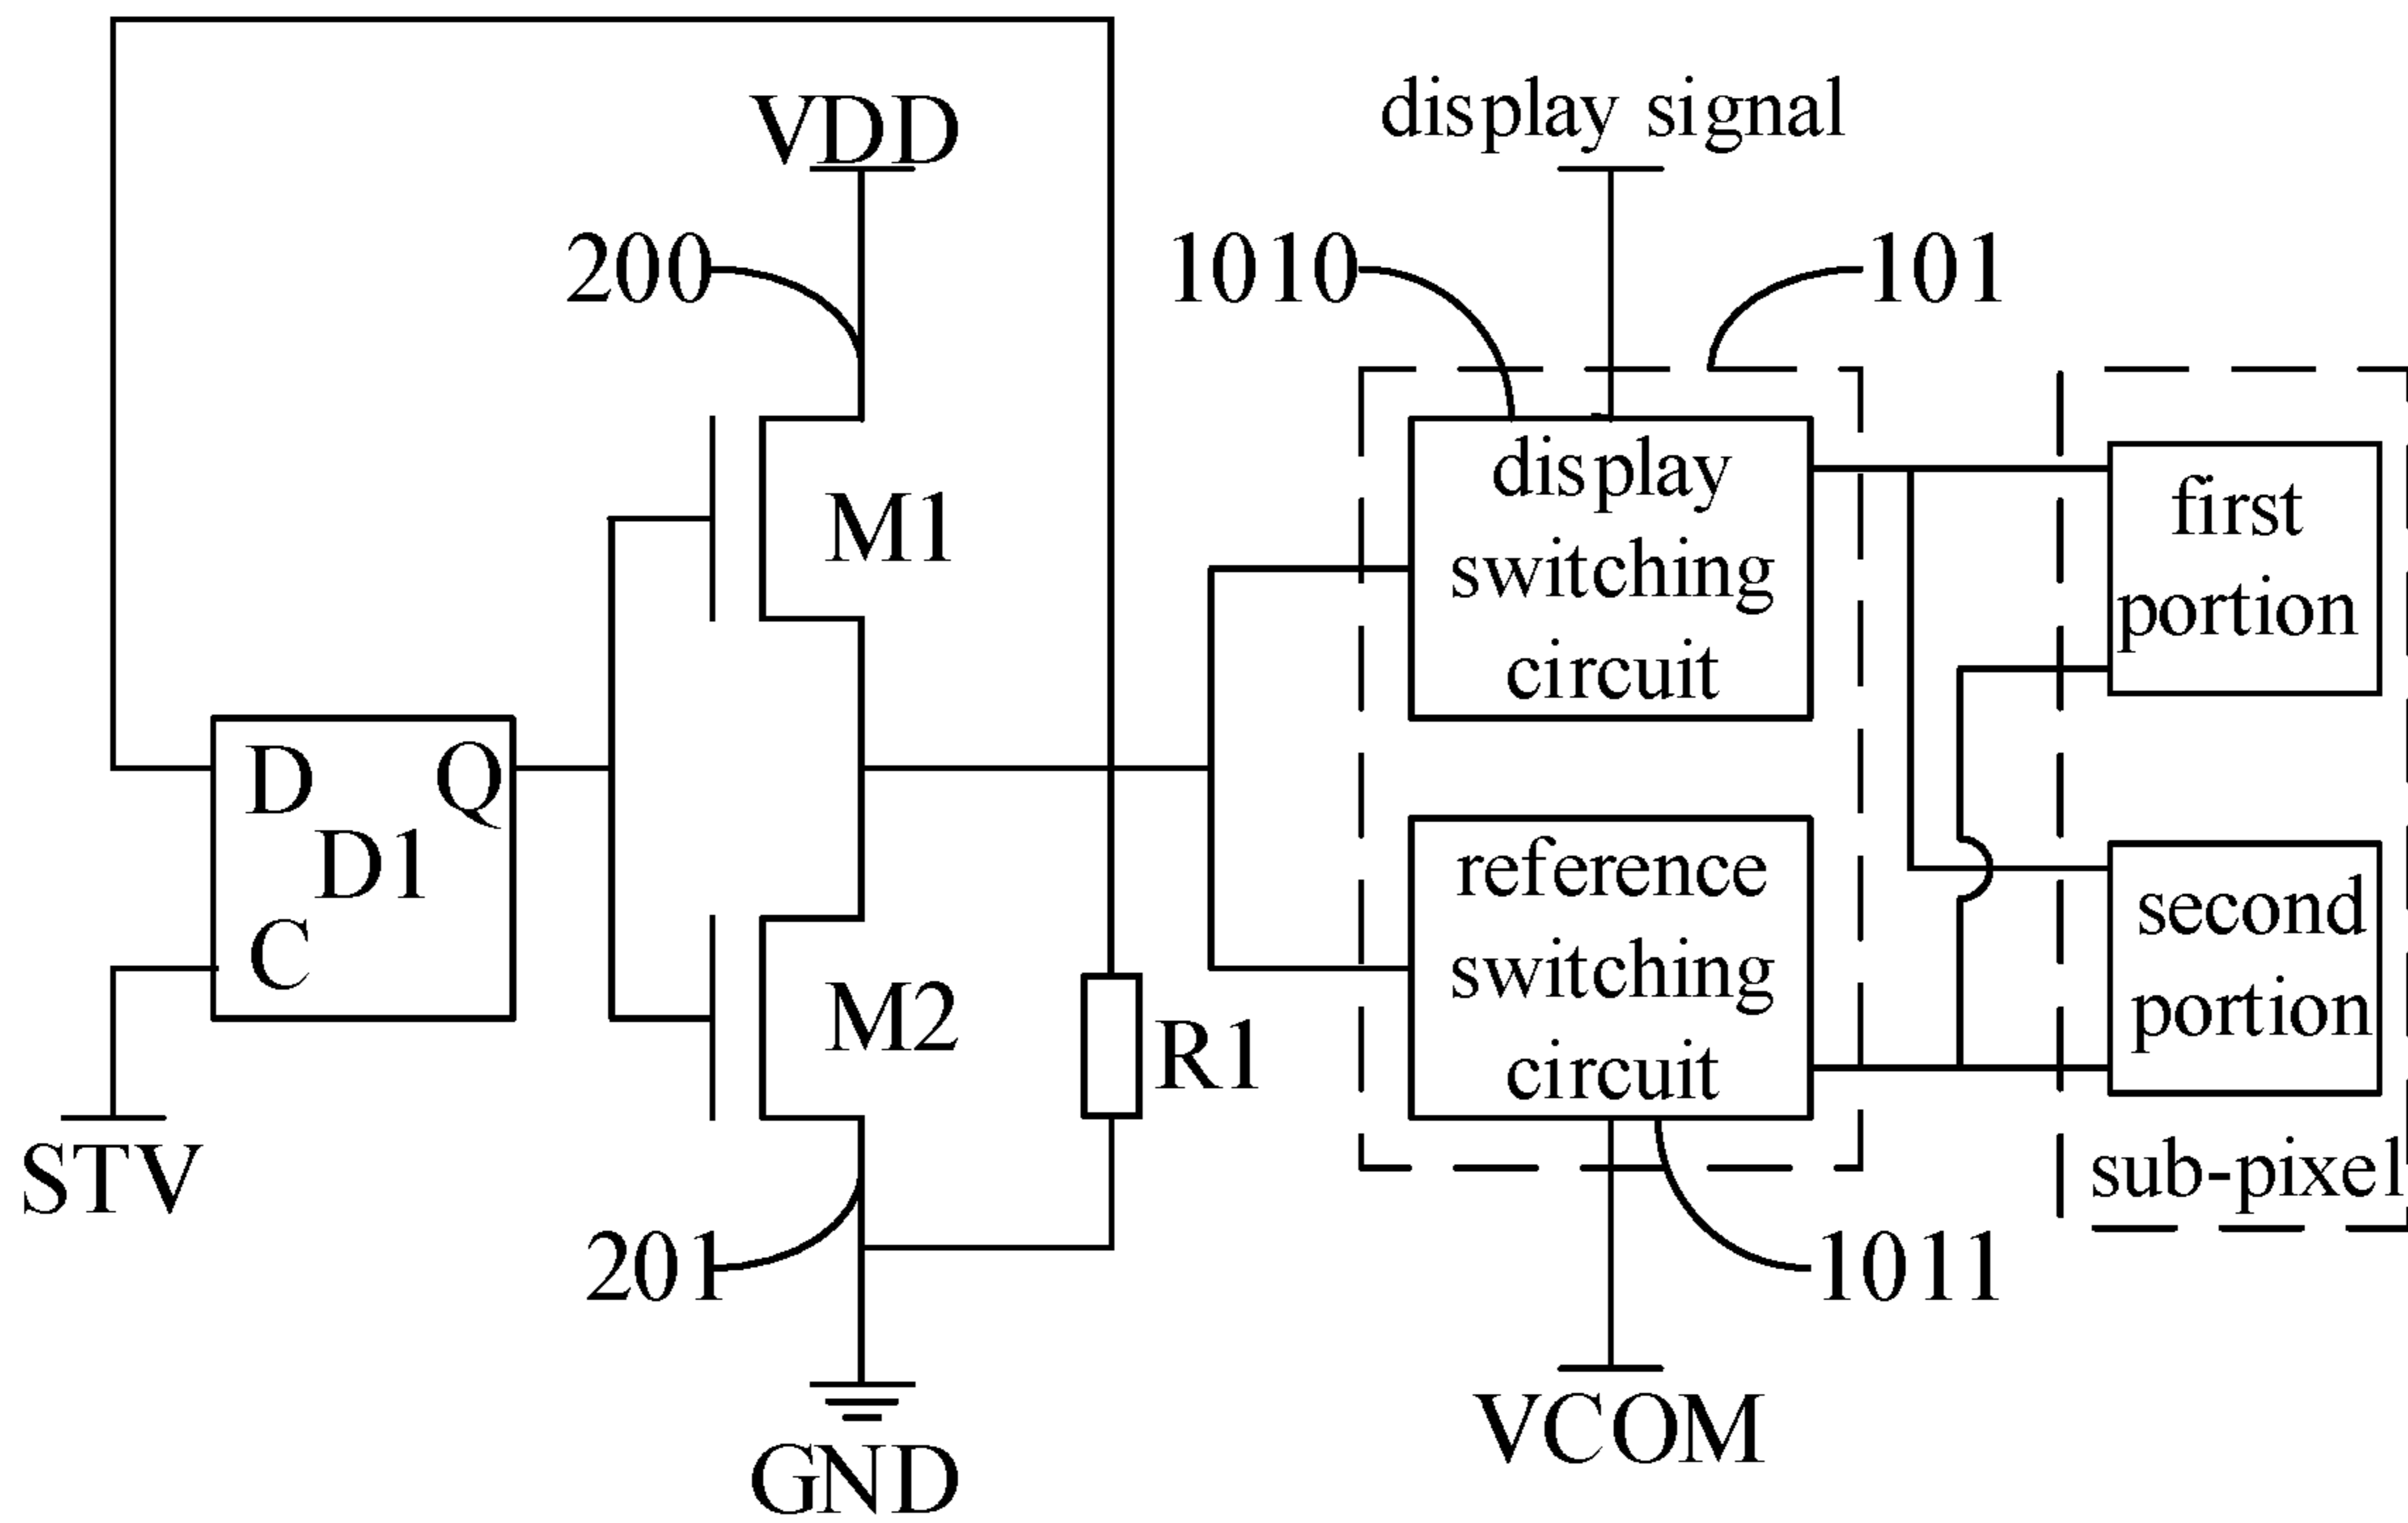 VDD
display signal
200
1010
101
M1
display
switching
circuit
first
portion
D
Q
D1
C
M2
R1
reference
switching
circuit
second
portion
STV
sub-pixel
201
1011
VCOM
GND